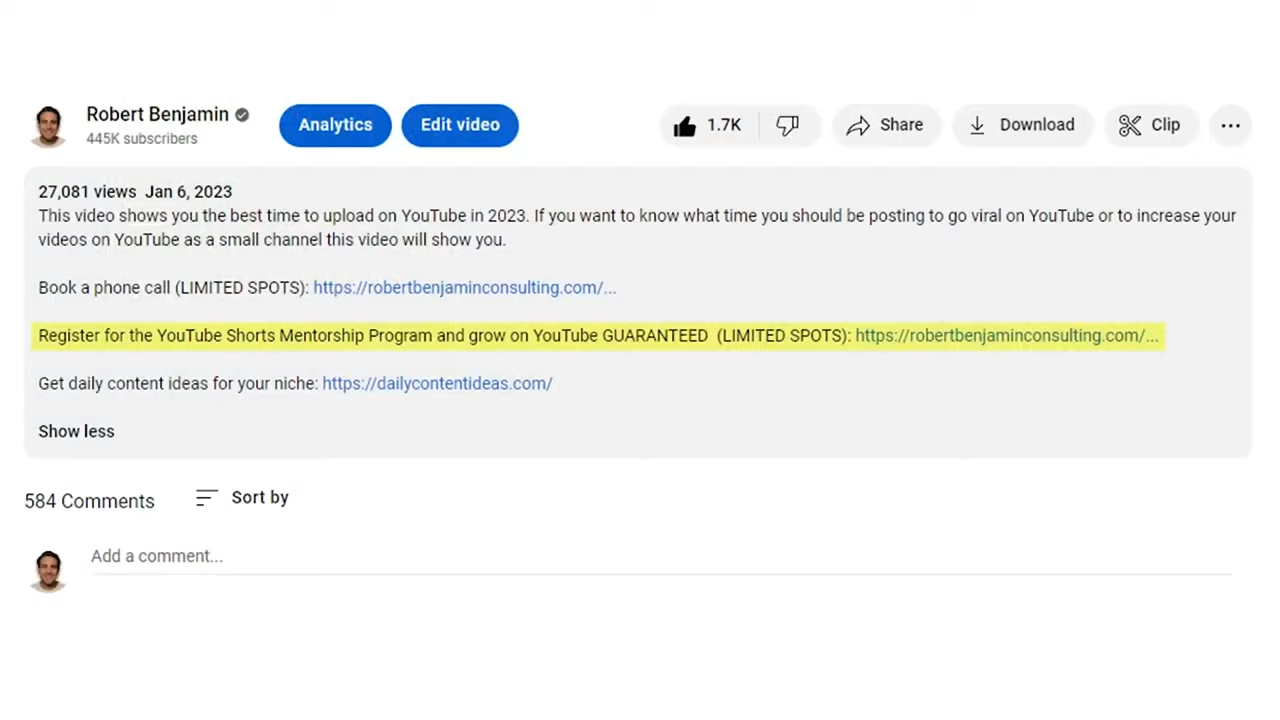 Robert Benjamin
445K subscribers
Analytics
Edit video
1.7K
Share
Download
Clip
27,081 views Jan 6, 2023
This video shows you the best time to upload on YouTube in 2023. If you want to know what time you should be posting to go viral on YouTube or to increase your
videos on YouTube as a small channel this video will show you.
Book a phone call (LIMITED SPOTS): https://robertbenjaminconsulting.com/...
Register for the YouTube Shorts Mentorship Program and grow on YouTube GUARANTEED (LIMITED SPOTS): https://robertbenjaminconsulting.com/...
Get daily content ideas for your niche: https://dailycontentideas.com/
Show less
584 Comments
Sort by
Add a comment...